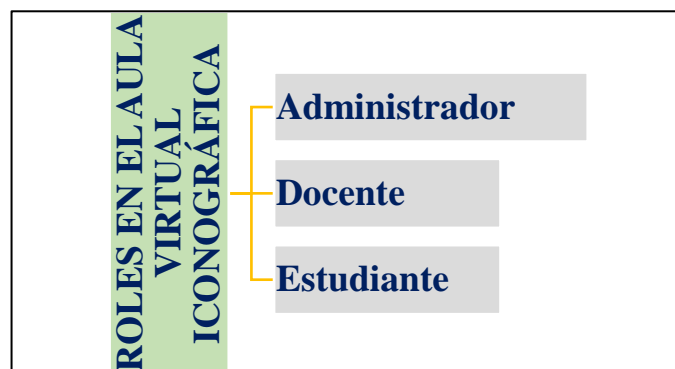 ROLES EN EL AULA
VIRTUAL
ICONOGRÁFICA
Administrador
Docente
Estudiante